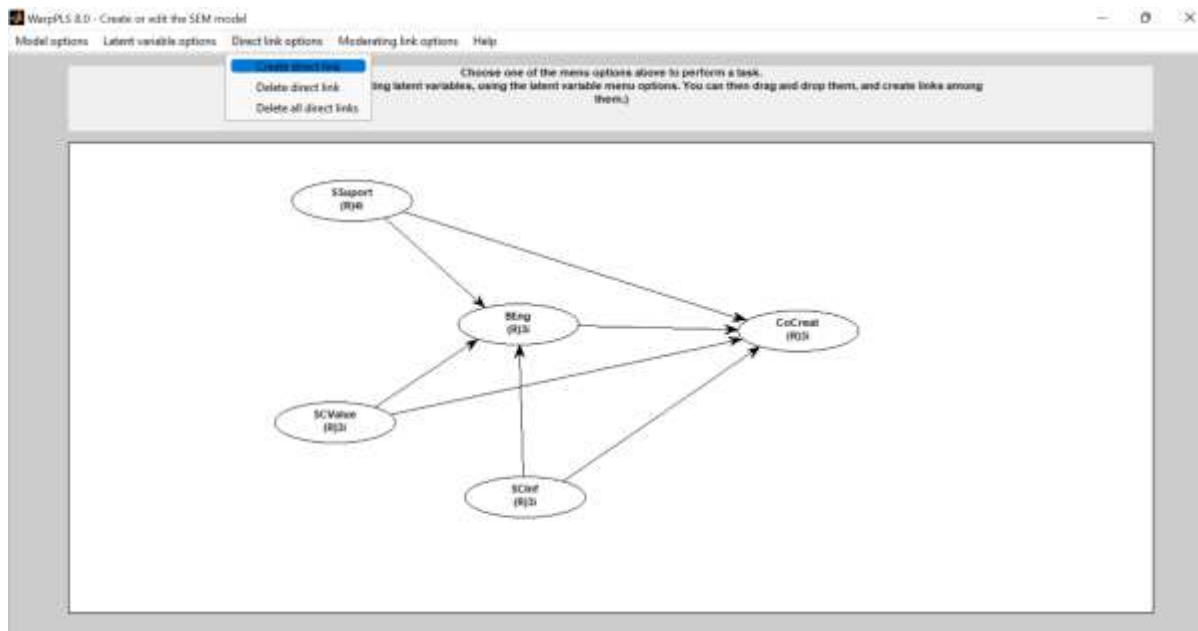 WarpPLS 8.0 - Create or edit the SEM model
Model options Latent variable options Direct link options Moderating link options Help
Create direct link
Delete direct link
Delete all direct links
Choose one of the menu options above to perform a task.
ting latent variables, using the latent variable menu options. You can then drag and drop them, and create links among
them.)
SSuport
(R)4i
BEng
(R)3i
CoCreat
(R)5i
SCValue
(R)3i
SCInf
(R)3i